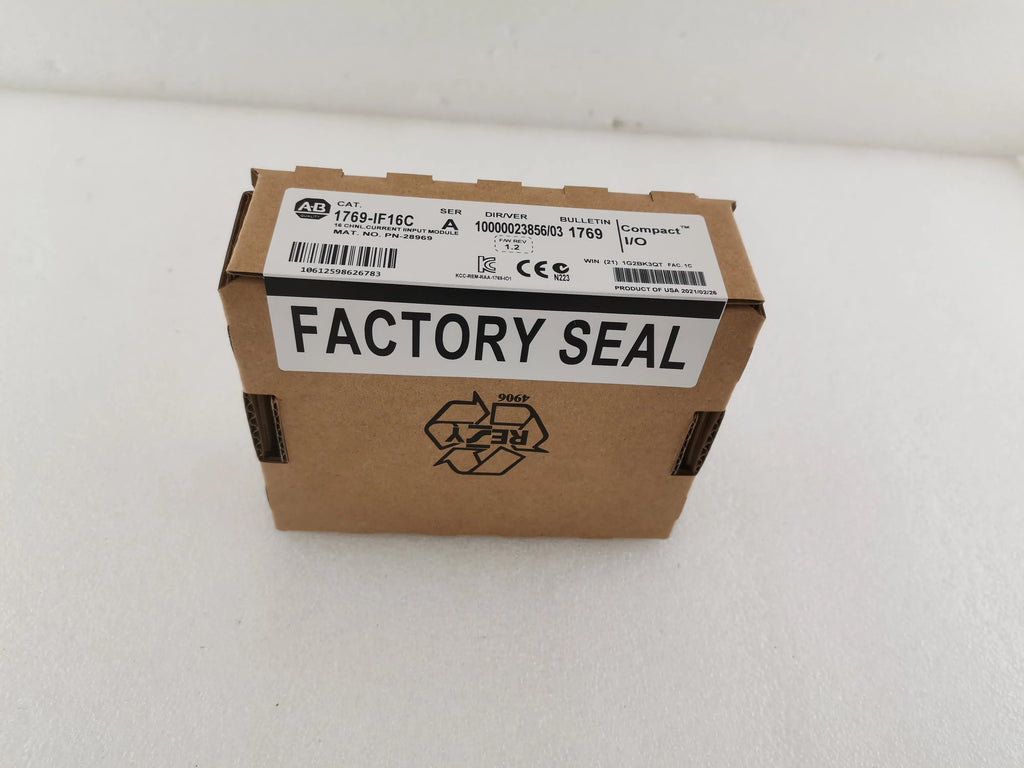 A-B
QUALITY
CAT.
1769-IF16C
16 CHNL.CURRENT IINPUT MODULE
MAT. NO. PN-28969
SER
A
DIR/VER
10000023856/03
F/W REV
1.2
BULLETIN
1769
Compact™
I/O
10612598626783
KCC-REM-RAA-1769-IO1
CE
N223
WIN (21) 1G2BK3QT FAC 1C
PRODUCT OF USA 2021/02/26
FACTORY SEAL
4906
RESY